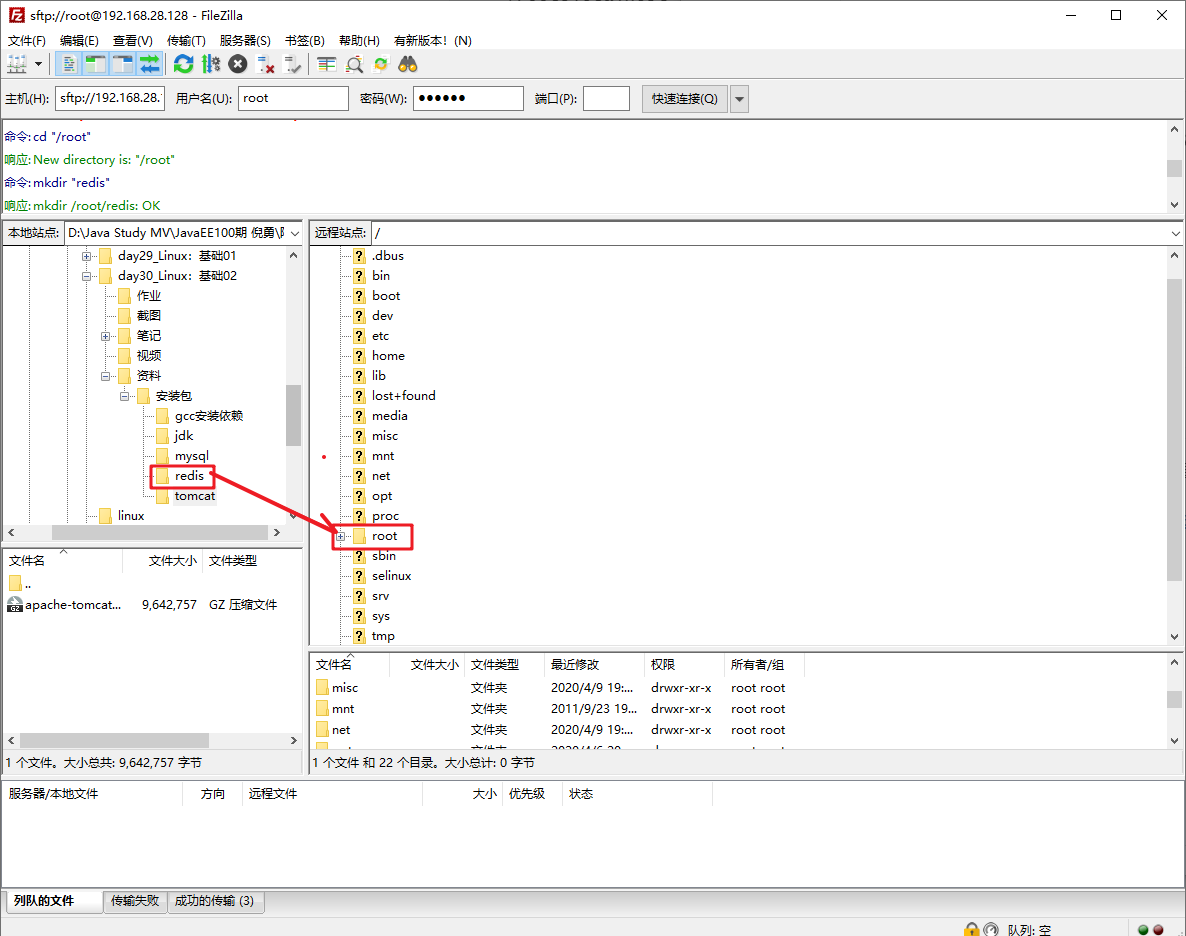 sftp://root@192.168.28.128 - FileZilla
文件(F) 编辑(E) 查看(V) 传输(T) 服务器(S) 书签(B) 帮助(H) 有新版本! (N)
主机(H): sftp://192.168.28. 用户名(U): root 密码(W): ●●●●●● 端口(P): 快速连接(Q)
命令: cd "/root"
响应: New directory is: "/root"
命令: mkdir "redis"
响应: mkdir /root/redis: OK
本地站点: D:\Java Study MV\JavaEE100期 倪勇\
day29_Linux：基础01
day30_Linux：基础02
作业
截图
笔记
视频
资料
安装包
gcc安装依赖
jdk
mysql
redis
tomcat
linux
文件名 文件大小 文件类型
..
apache-tomcat... 9,642,757 GZ 压缩文件
1 个文件。大小总共: 9,642,757 字节
远程站点: /
.dbus
bin
boot
dev
etc
home
lib
lost+found
media
misc
mnt
net
opt
proc
root
sbin
selinux
srv
sys
tmp
文件名 文件大小 文件类型 最近修改 权限 所有者/组
misc 文件夹 2020/4/9 19:... drwxr-xr-x root root
mnt 文件夹 2011/9/23 19... drwxr-xr-x root root
net 文件夹 2020/4/9 19:... drwxr-xr-x root root
1 个文件 和 22 个目录。大小总计: 0 字节
服务器/本地文件 方向 远程文件 大小 优先级 状态
列队的文件 传输失败 成功的传输 (3)
队列: 空